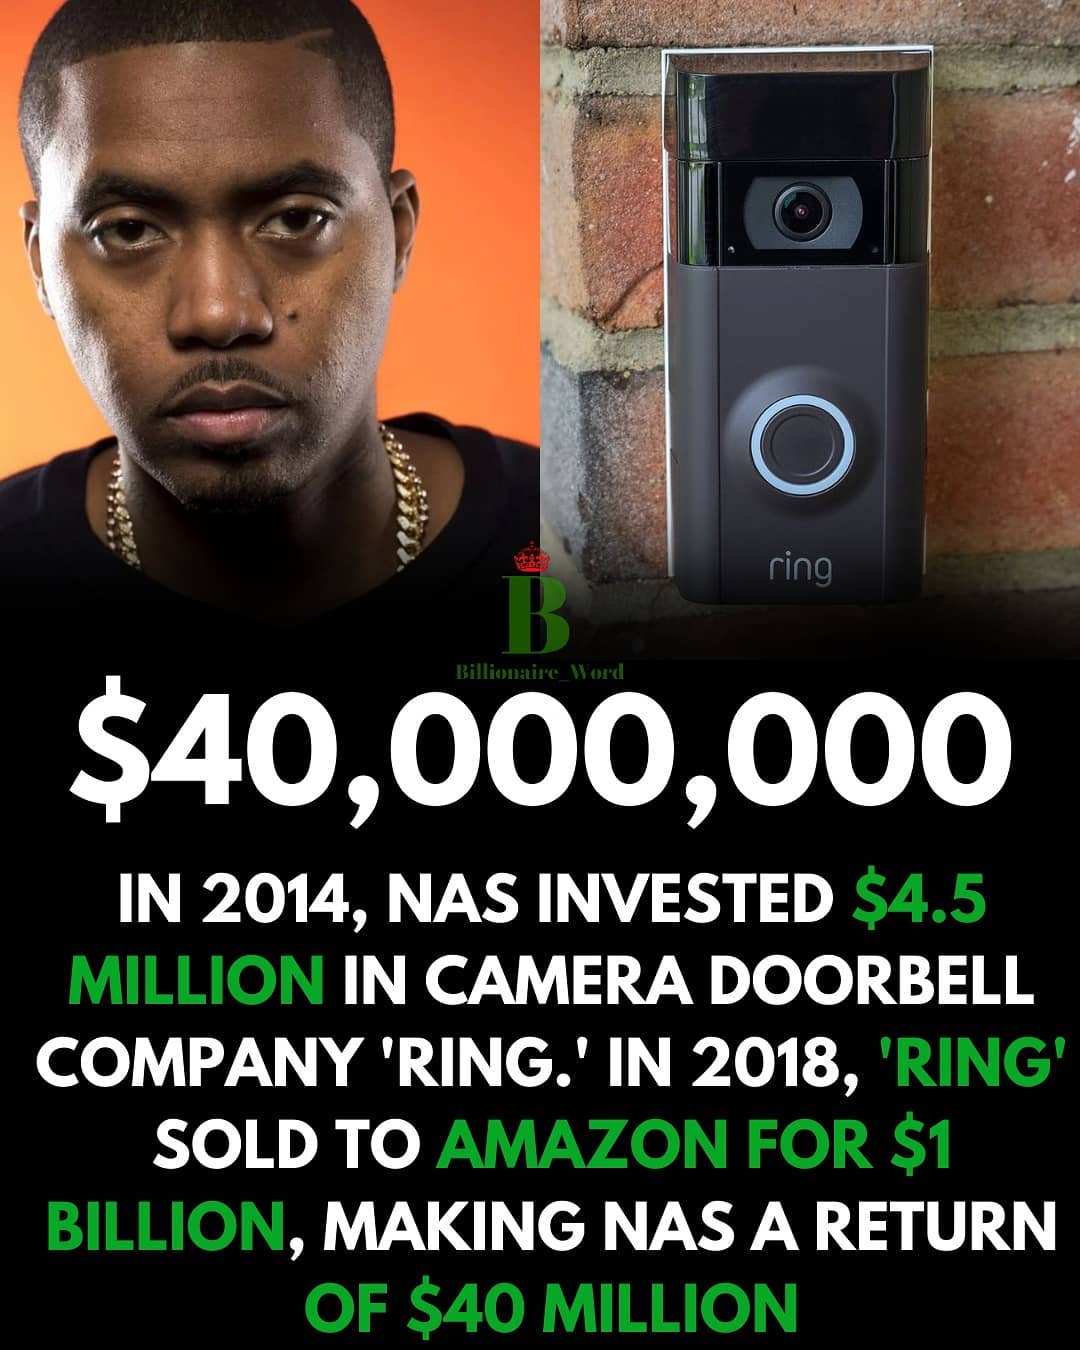 ring
B
Billionaire_Word
$40,000,000
IN 2014, NAS INVESTED $4.5
MILLION IN CAMERA DOORBELL
COMPANY 'RING.' IN 2018, 'RING'
SOLD TO AMAZON FOR $1
BILLION, MAKING NAS A RETURN
OF $40 MILLION